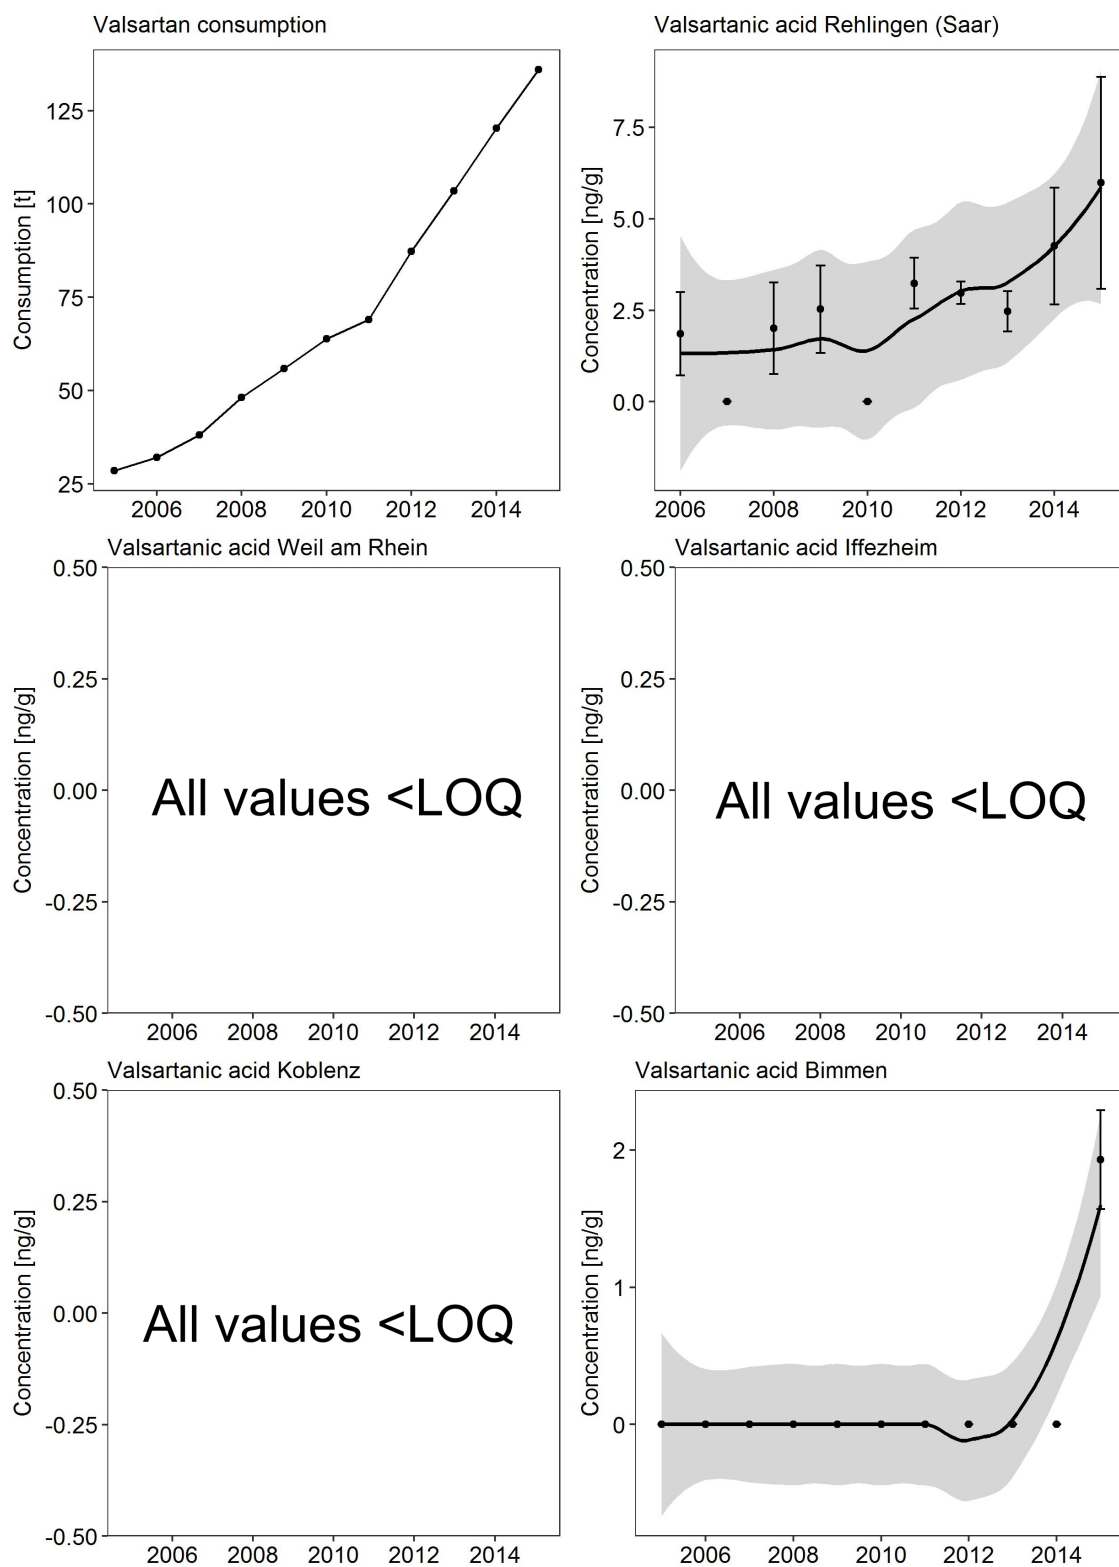 Valsartan consumption
Consumption [t]
125
100
75
50
25
2006 2008 2010 2012 2014
Valsartanic acid Rehlingen (Saar)
Concentration [ng/g]
7.5
5.0
2.5
0.0
2006 2008 2010 2012 2014
Valsartanic acid Weil am Rhein
Concentration [ng/g]
0.50
0.25
0.00
-0.25
-0.50
All values <LOQ
2006 2008 2010 2012 2014
Valsartanic acid Iffezheim
Concentration [ng/g]
0.50
0.25
0.00
-0.25
-0.50
All values <LOQ
2006 2008 2010 2012 2014
Valsartanic acid Koblenz
Concentration [ng/g]
0.50
0.25
0.00
-0.25
-0.50
All values <LOQ
2006 2008 2010 2012 2014
Valsartanic acid Bimmen
Concentration [ng/g]
2
1
0
2006 2008 2010 2012 2014